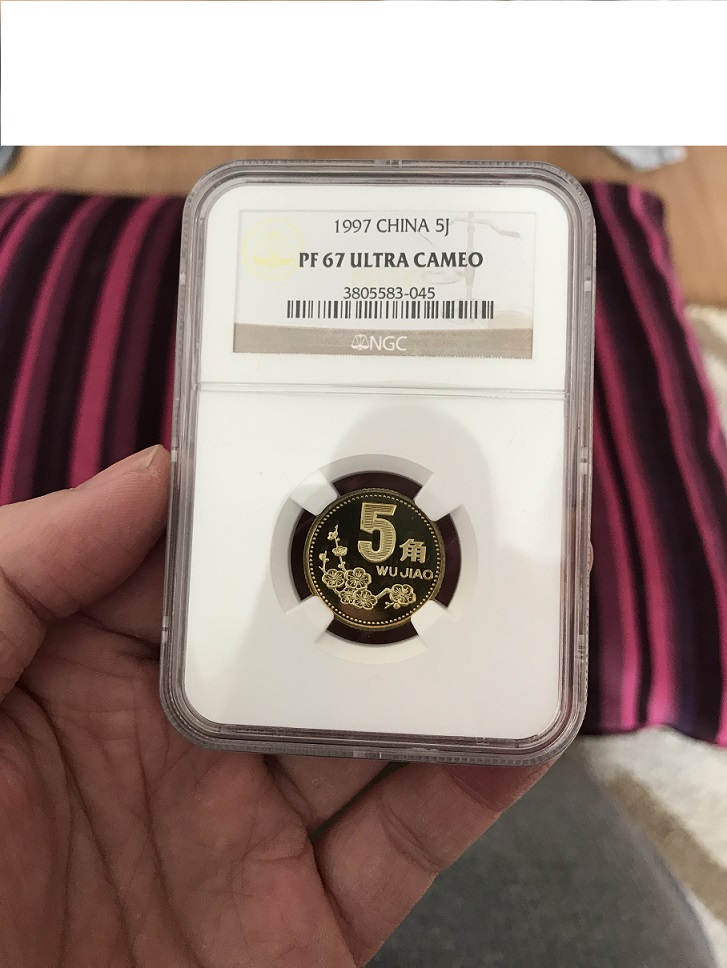 1997 CHINA 5J
PF 67 ULTRA CAMEO
3805583-045
NGC
5角
WU JIAO